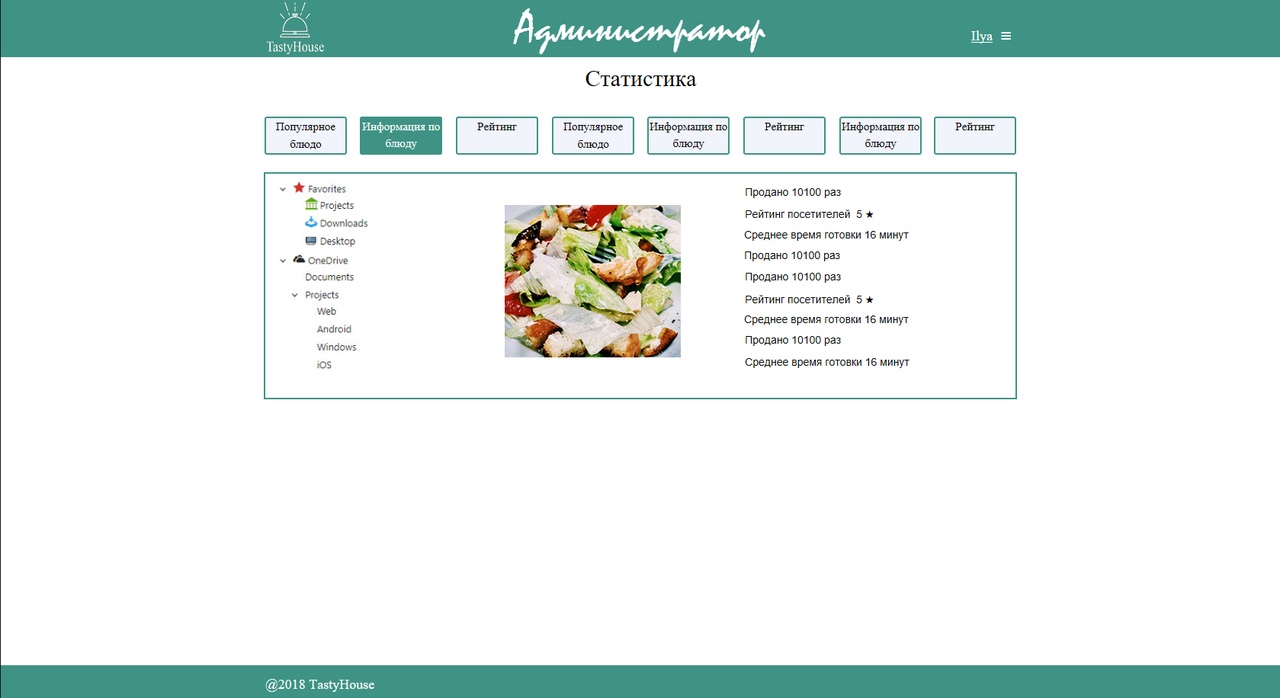 TastyHouse
Администратор
Ilya
Статистика
Популярное блюдо
Информация по блюду
Рейтинг
Популярное блюдо
Информация по блюду
Рейтинг
Информация по блюду
Рейтинг
Favorites
Projects
Downloads
Desktop
OneDrive
Documents
Projects
Web
Android
Windows
iOS
Продано 10100 раз
Рейтинг посетителей 5 ★
Среднее время готовки 16 минут
Продано 10100 раз
Продано 10100 раз
Рейтинг посетителей 5 ★
Среднее время готовки 16 минут
Продано 10100 раз
Среднее время готовки 16 минут
@2018 TastyHouse